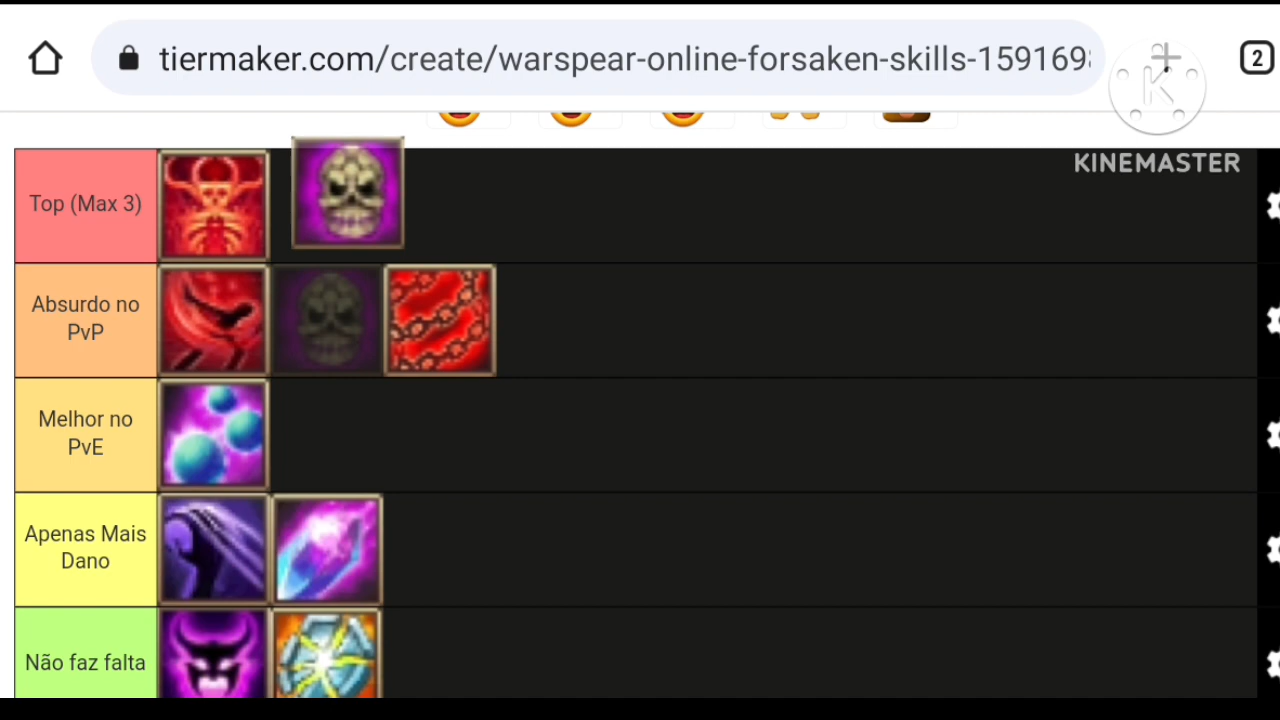 tiermaker.com/create/warspear-online-forsaken-skills-159169
2
K
KINEMASTER
Top (Max 3)
Absurdo no
PvP
Melhor no
PvE
Apenas Mais
Dano
Não faz falta